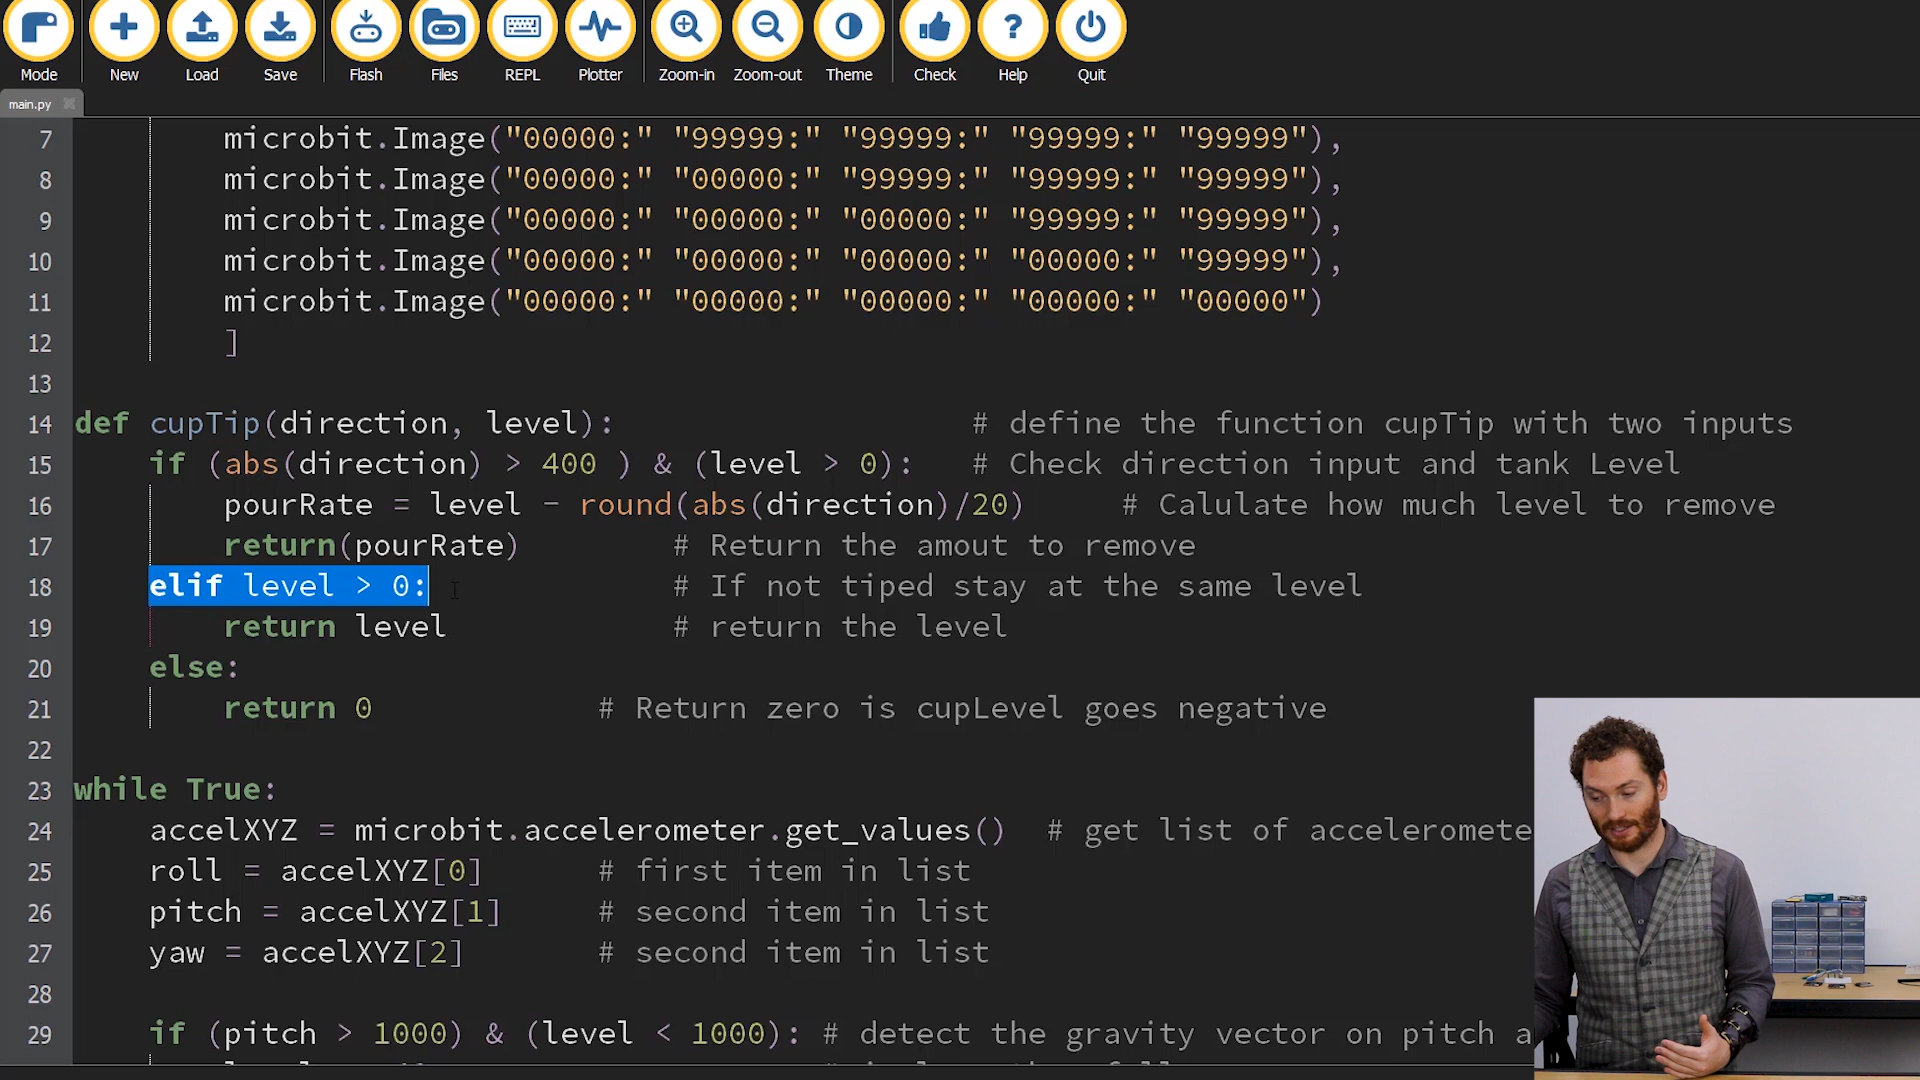 Mode New Load Save Flash Files REPL Plotter Zoom-in Zoom-out Theme Check Help Quit
main.py
7 microbit.Image("00000:" "99999:" "99999:" "99999:" "99999"),
8 microbit.Image("00000:" "00000:" "99999:" "99999:" "99999"),
9 microbit.Image("00000:" "00000:" "00000:" "99999:" "99999"),
10 microbit.Image("00000:" "00000:" "00000:" "00000:" "99999"),
11 microbit.Image("00000:" "00000:" "00000:" "00000:" "00000")
12 ]
13
14 def cupTip(direction, level): # define the function cupTip with two inputs
15 if (abs(direction) > 400 ) & (level > 0): # Check direction input and tank Level
16 pourRate = level - round(abs(direction)/20) # Calulate how much level to remove
17 return(pourRate) # Return the amout to remove
18 elif level > 0: # If not tiped stay at the same level
19 return level # return the level
20 else:
21 return 0 # Return zero is cupLevel goes negative
22
23 while True:
24 accelXYZ = microbit.accelerometer.get_values() # get list of acceleromete
25 roll = accelXYZ[0] # first item in list
26 pitch = accelXYZ[1] # second item in list
27 yaw = accelXYZ[2] # second item in list
28
29 if (pitch > 1000) & (level < 1000): # detect the gravity vector on pitch a